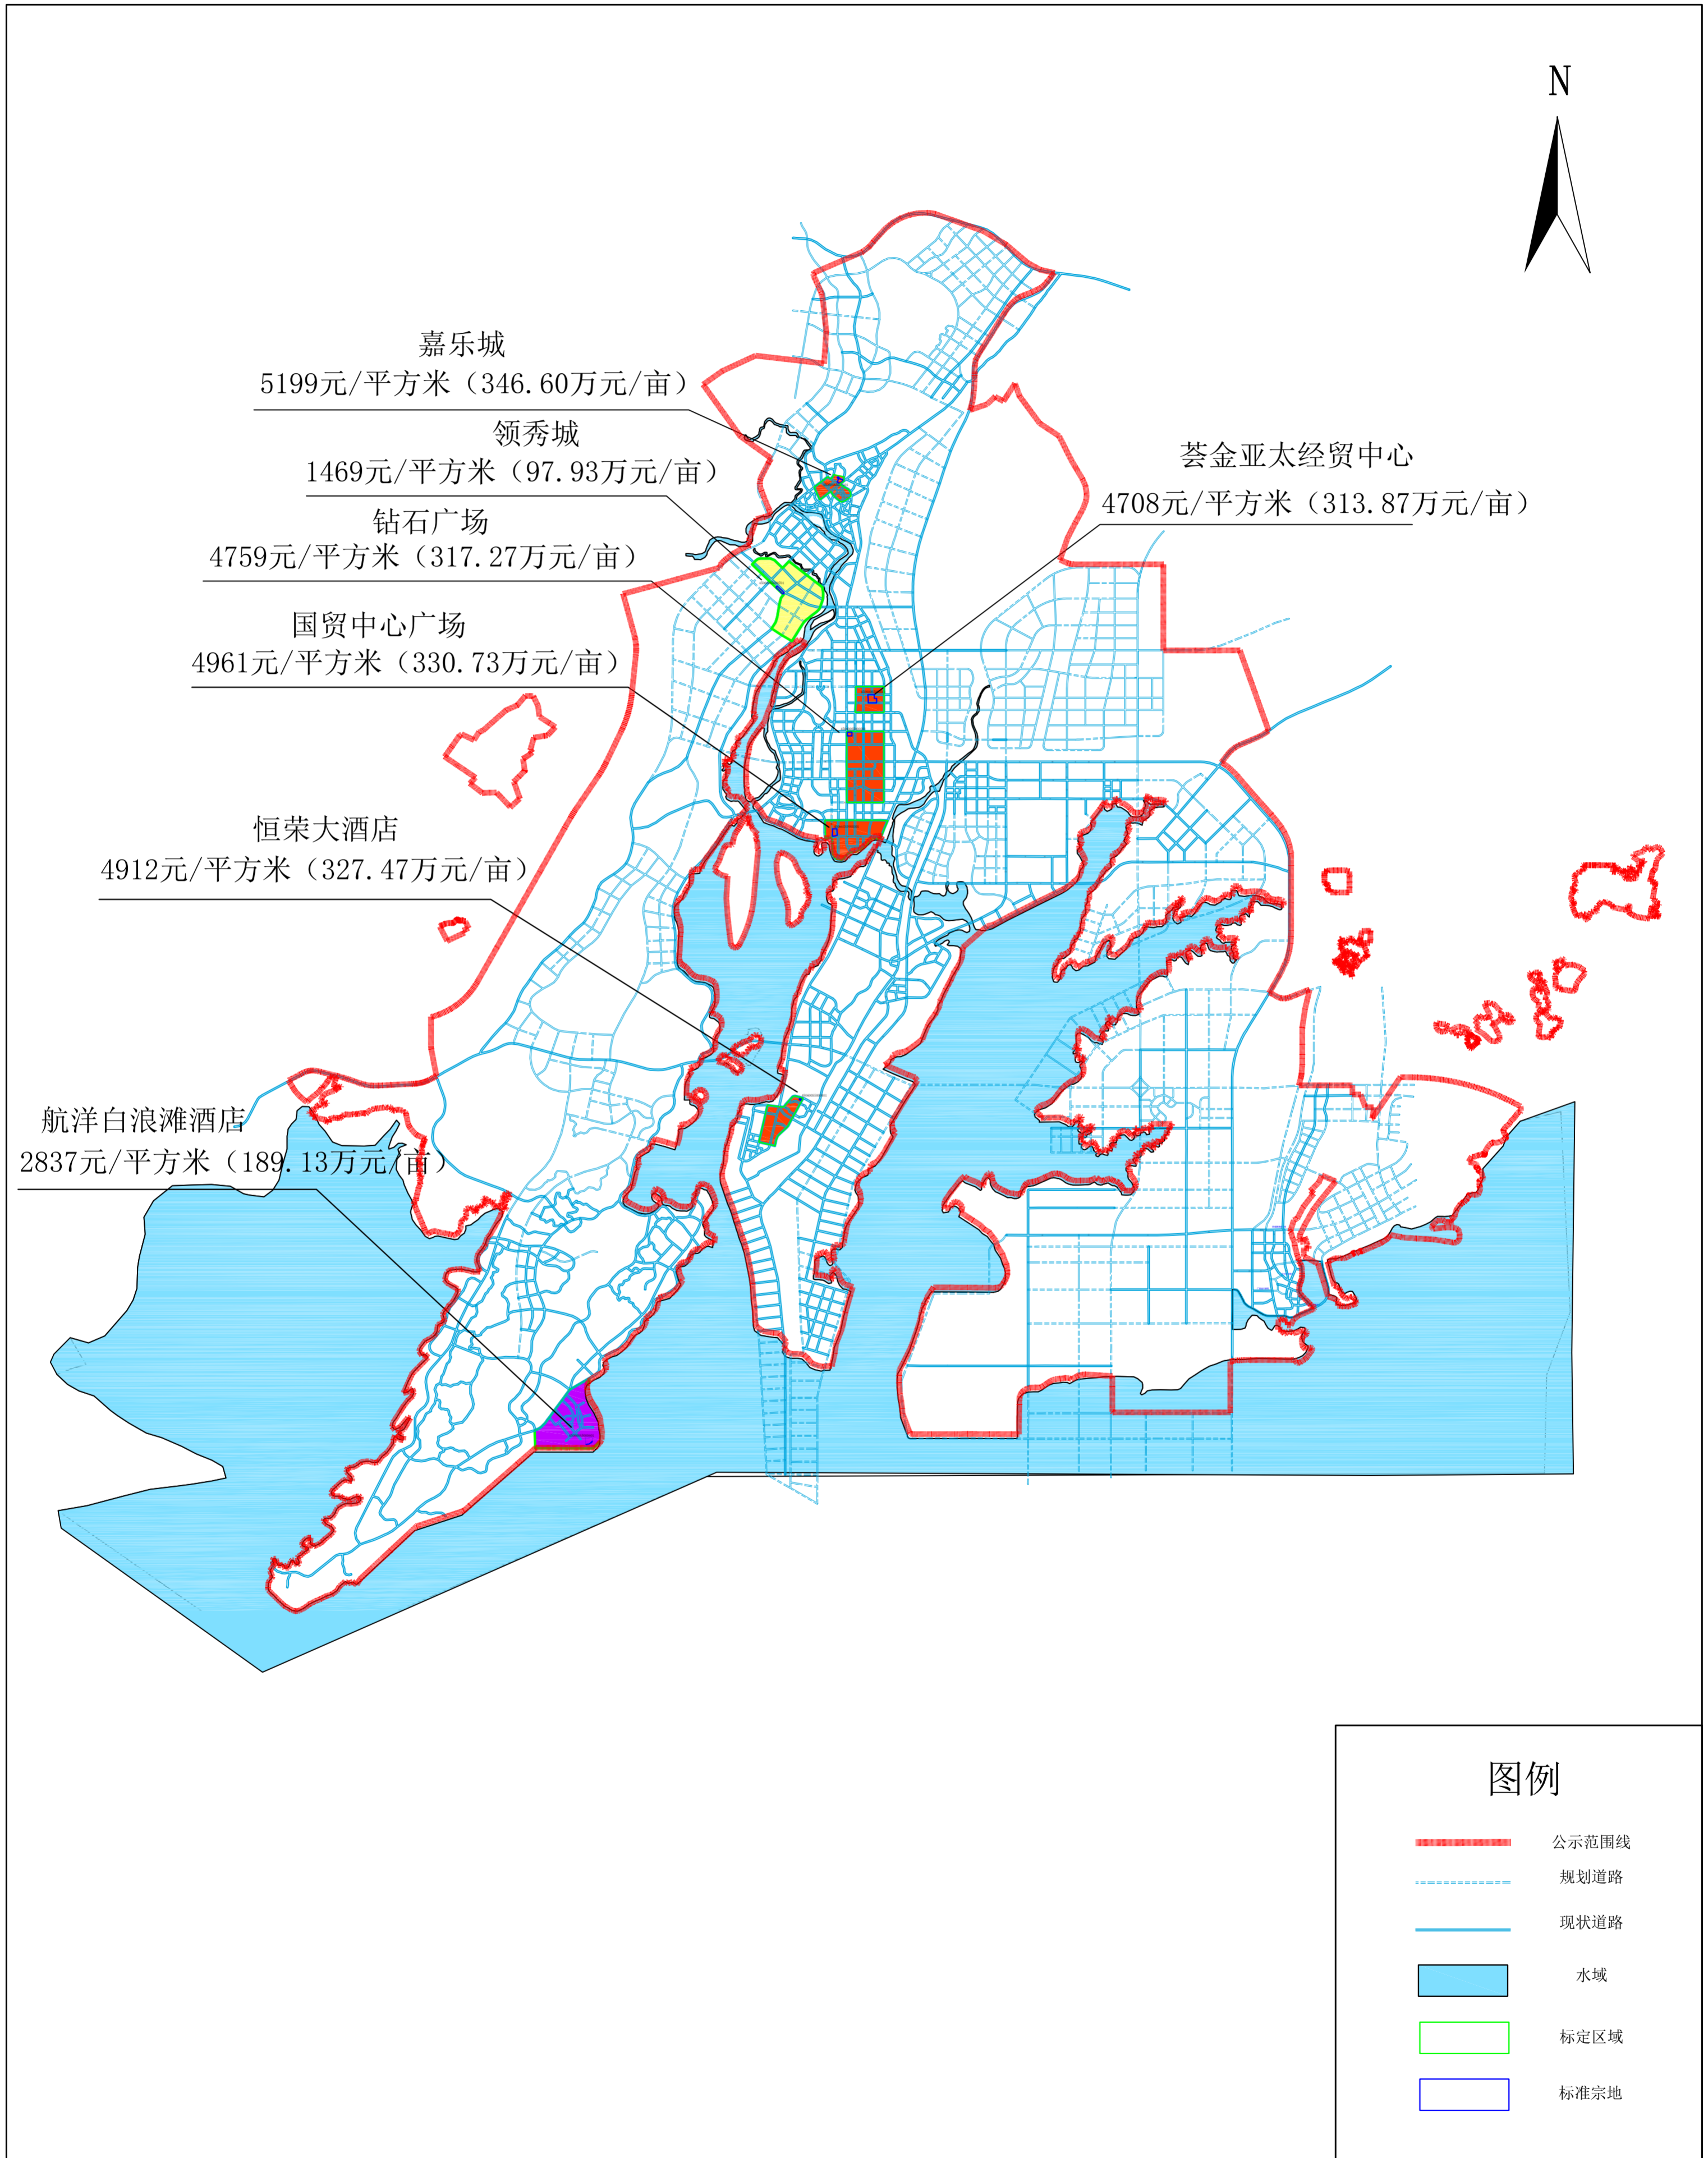 N
嘉乐城
5199元/平方米（346.60万元/亩）
领秀城
1469元/平方米（97.93万元/亩）
荟金亚太经贸中心
4708元/平方米（313.87万元/亩）
钻石广场
4759元/平方米（317.27万元/亩）
国贸中心广场
4961元/平方米（330.73万元/亩）
恒荣大酒店
4912元/平方米（327.47万元/亩）
航洋白浪滩酒店
2837元/平方米（189.13万元/亩）
图例
公示范围线
规划道路
现状道路
水域
标定区域
标准宗地